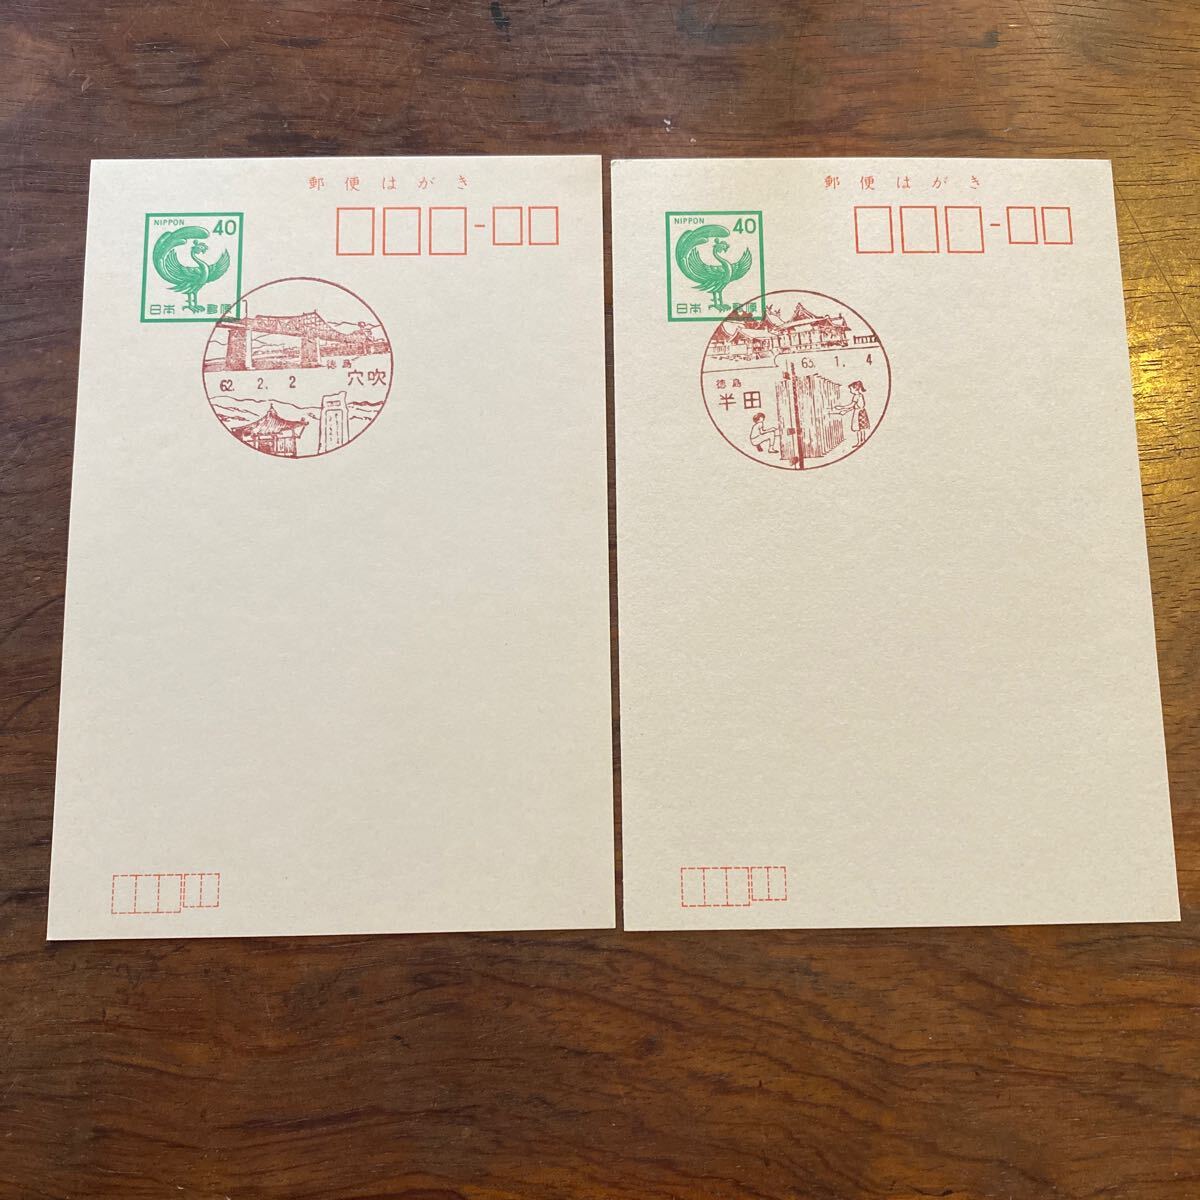 郵便はがき
NIPPON 40
日本郵便
徳島
穴吹
62. 2. 2
郵便はがき
NIPPON 40
日本郵便
63. 1. 4
徳島
半田